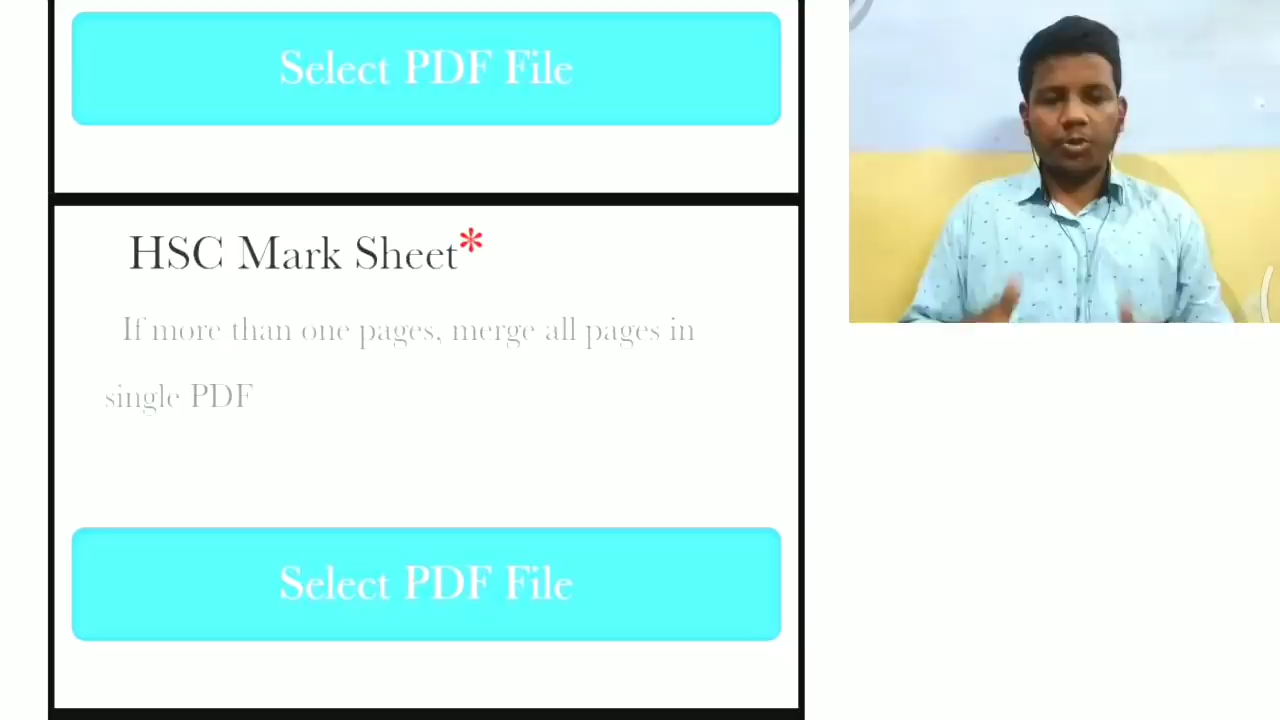 Select PDF File
HSC Mark Sheet*
If more than one pages, merge all pages in
single PDF
Select PDF File